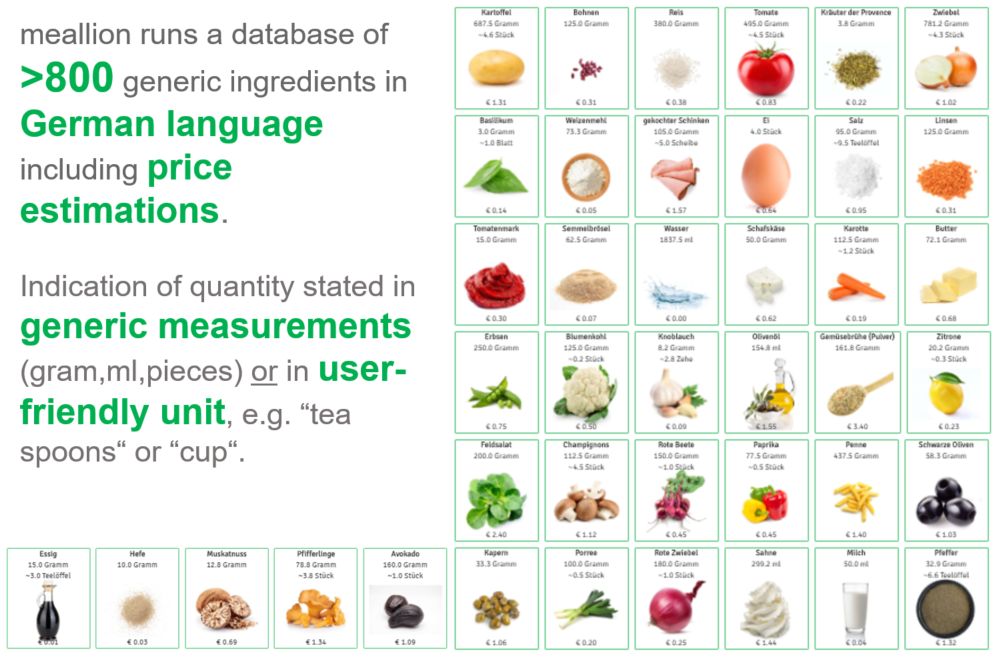 meallion runs a database of
>800 generic ingredients in
German language
including price
estimations.
Indication of quantity stated in
generic measurements
(gram,ml,pieces) or in user-
friendly unit, e.g. “tea
spoons“ or “cup“.
Kartoffel
687.5 Gramm
~4.6 Stück
€ 1.31
Bohnen
125.0 Gramm
€ 0.31
Reis
380.0 Gramm
€ 0.38
Tomate
495.0 Gramm
~4.5 Stück
€ 0.83
Kräuter der Provence
3.8 Gramm
€ 0.22
Zwiebel
781.2 Gramm
~4.3 Stück
€ 1.02
Basilikum
3.0 Gramm
~1.0 Blatt
€ 0.14
Weizenmehl
73.3 Gramm
€ 0.05
gekochter Schinken
105.0 Gramm
~5.0 Scheibe
€ 1.57
Ei
4.0 Stück
€ 0.64
Salz
95.0 Gramm
~9.5 Teelöffel
€ 0.95
Linsen
125.0 Gramm
€ 0.31
Tomatenmark
15.0 Gramm
€ 0.30
Semmelbrösel
62.5 Gramm
€ 0.07
Wasser
1837.5 ml
€ 0.00
Schafskäse
50.0 Gramm
€ 0.62
Karotte
112.5 Gramm
~1.2 Stück
€ 0.19
Butter
72.1 Gramm
€ 0.68
Erbsen
250.0 Gramm
€ 0.75
Blumenkohl
125.0 Gramm
~0.2 Stück
€ 0.50
Knoblauch
8.2 Gramm
~2.8 Zehe
€ 0.09
Olivenöl
154.8 ml
€ 1.55
Gemüsebrühe (Pulver)
161.8 Gramm
€ 3.40
Zitrone
20.2 Gramm
~0.3 Stück
€ 0.23
Feldsalat
200.0 Gramm
€ 2.40
Champignons
112.5 Gramm
~4.5 Stück
€ 1.12
Rote Beete
150.0 Gramm
~1.0 Stück
€ 0.45
Paprika
77.5 Gramm
~0.5 Stück
€ 0.45
Penne
437.5 Gramm
€ 1.40
Schwarze Oliven
58.3 Gramm
€ 1.03
Essig
15.0 Gramm
~3.0 Teelöffel
€ 0.01
Hefe
10.0 Gramm
€ 0.03
Muskatnuss
12.8 Gramm
€ 0.69
Pfifferlinge
78.8 Gramm
~3.8 Stück
€ 1.34
Avokado
160.0 Gramm
~1.0 Stück
€ 1.09
Kapern
33.3 Gramm
€ 1.06
Porree
100.0 Gramm
~0.5 Stück
€ 0.20
Rote Zwiebel
180.0 Gramm
~1.0 Stück
€ 0.25
Sahne
299.2 ml
€ 1.44
Milch
50.0 ml
€ 0.04
Pfeffer
32.9 Gramm
~6.6 Teelöffel
€ 1.32